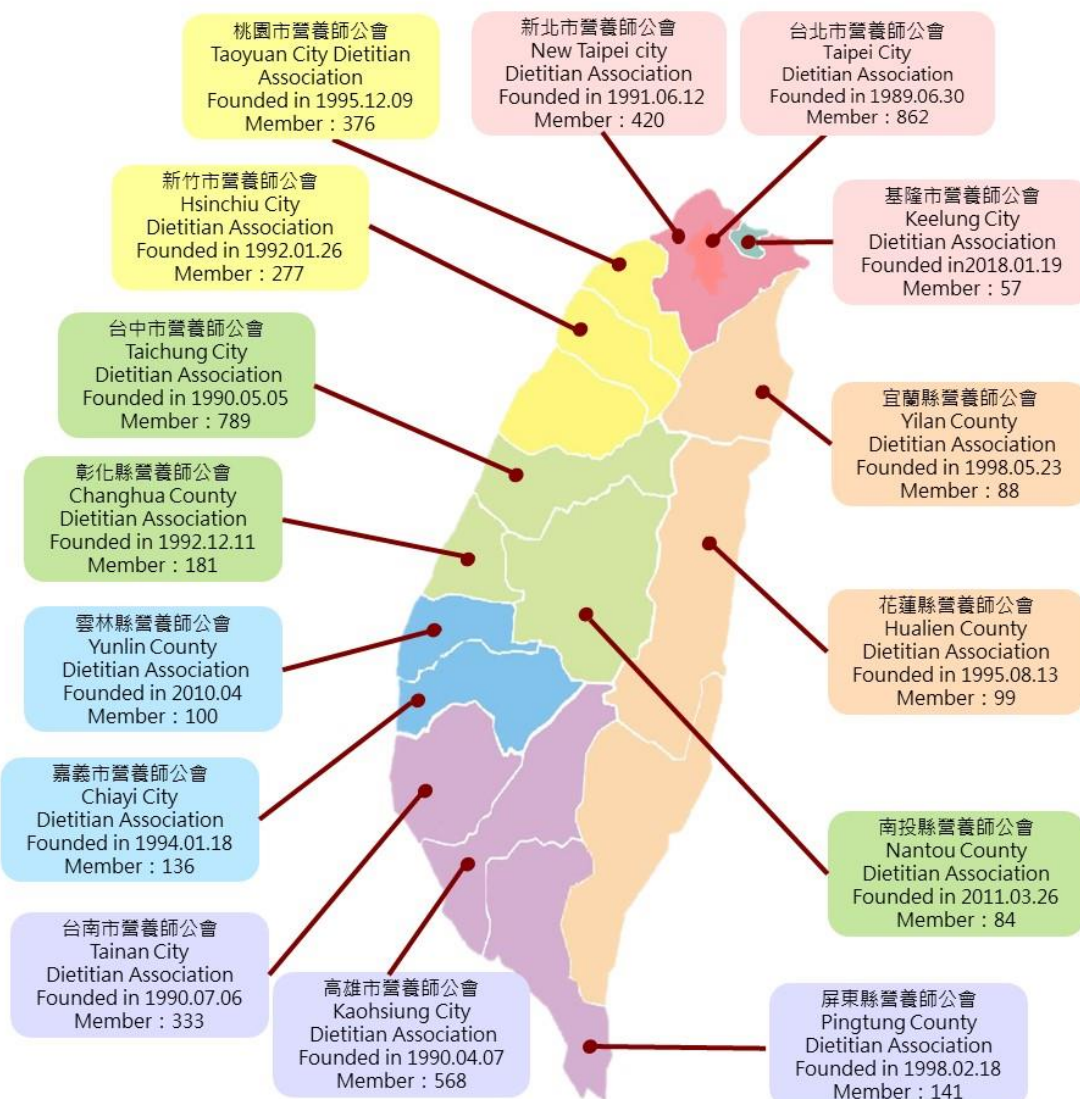 桃園市營養師公會
Taoyuan City Dietitian
Association
Founded in 1995.12.09
Member：376
新北市營養師公會
New Taipei city
Dietitian Association
Founded in 1991.06.12
Member：420
台北市營養師公會
Taipei City
Dietitian Association
Founded in 1989.06.30
Member：862
新竹市營養師公會
Hsinchiu City
Dietitian Association
Founded in 1992.01.26
Member：277
基隆市營養師公會
Keelung City
Dietitian Association
Founded in2018.01.19
Member：57
台中市營養師公會
Taichung City
Dietitian Association
Founded in 1990.05.05
Member：789
宜蘭縣營養師公會
Yilan County
Dietitian Association
Founded in 1998.05.23
Member：88
彰化縣營養師公會
Changhua County
Dietitian Association
Founded in 1992.12.11
Member：181
花蓮縣營養師公會
Hualien County
Dietitian Association
Founded in 1995.08.13
Member：99
雲林縣營養師公會
Yunlin County
Dietitian Association
Founded in 2010.04
Member：100
嘉義市營養師公會
Chiayi City
Dietitian Association
Founded in 1994.01.18
Member：136
南投縣營養師公會
Nantou County
Dietitian Association
Founded in 2011.03.26
Member：84
台南市營養師公會
Tainan City
Dietitian Association
Founded in 1990.07.06
Member：333
高雄市營養師公會
Kaohsiung City
Dietitian Association
Founded in 1990.04.07
Member：568
屏東縣營養師公會
Pingtung County
Dietitian Association
Founded in 1998.02.18
Member：141